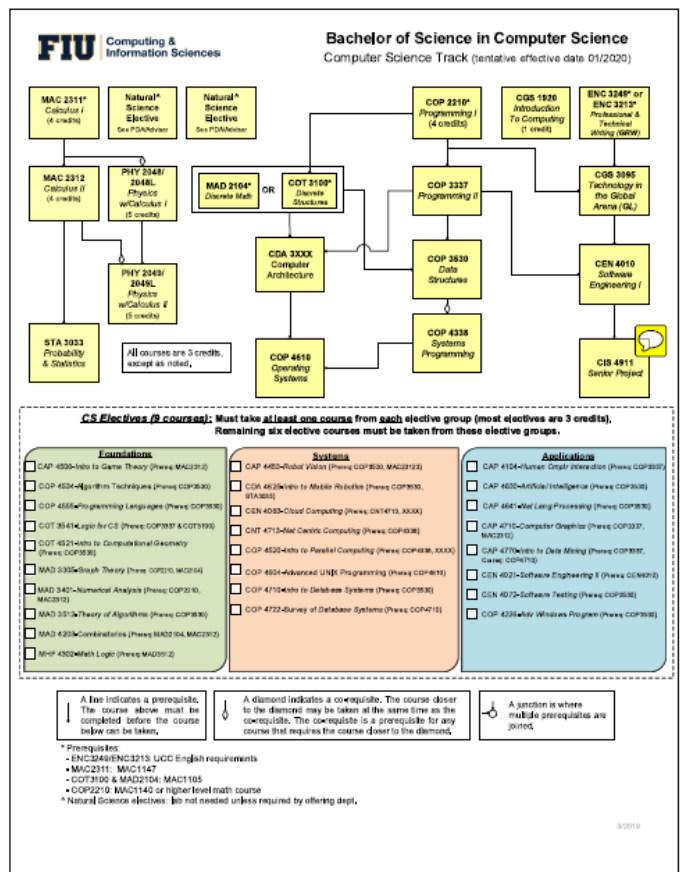 FIU Computing &
Information Sciences
Bachelor of Science in Computer Science
Computer Science Track (tentative effective date 01/2020)
MAC 2311*
Calculus I
(4 credits)
Natural^
Science
Elective
See PDA/Adviser
Natural^
Science
Elective
See PDA/Adviser
COP 2210*
Programming I
(4 credits)
CGS 1920
Introduction
To Computing
(1 credit)
ENC 3249* or
ENC 3213*
Professional &
Technical
Writing (GRW)
MAC 2312
Calculus II
(4 credits)
PHY 2048/
2048L
Physics
w/Calculus I
(5 credits)
MAD 2104*
Discrete Math
OR
COT 3100*
Discrete
Structures
COP 3337
Programming II
CGS 3095
Technology in
the Global
Arena (GL)
PHY 2049/
2049L
Physics
w/Calculus II
(5 credits)
CDA 3XXX
Computer
Architecture
COP 3530
Data
Structures
CEN 4010
Software
Engineering I
STA 3033
Probability
& Statistics
All courses are 3 credits,
except as noted.
COP 4610
Operating
Systems
COP 4338
Systems
Programming
CIS 4911
Senior Project
CS Electives (9 courses): Must take at least one course from each elective group (most electives are 3 credits),
Remaining six elective courses must be taken from these elective groups.
Foundations
CAP 4506-Intro to Game Theory (Prereq: MAC2312)
COP 4534-Algorithm Techniques (Prereq: COP3530)
COP 4555-Programming Languages (Prereq: COP3530)
COT 3541-Logic for CS (Prereq: COP3337 & COT3100)
COT 4521-Intro to Computational Geometry
(Prereq: COP3530)
MAD 3305-Graph Theory (Prereq: COP2210, MAD2104)
MAD 3401-Numerical Analysis (Prereq: COP2210,
MAC2312)
MAD 3512-Theory of Algorithms (Prereq: COP3530)
MAD 4203-Combinatorics (Prereq: MAD2104, MAC2312)
MHF 4302-Math Logic (Prereq: MAD3512)
Systems
CAP 4453-Robot Vision (Prereq: COP3530, MAC2312)
CDA 4625-Intro to Mobile Robotics (Prereq: COP3530,
STA3033)
CEN 4083-Cloud Computing (Prereq: CNT4713, XXXX)
CNT 4713-Net Centric Computing (Prereq: COP4338)
COP 4520-Intro to Parallel Computing (Prereq: COP4338, XXXX)
COP 4604-Advanced UNIX Programming (Prereq: COP4610)
COP 4710-Intro to Database Systems (Prereq: COP3530)
COP 4722-Survey of Database Systems (Prereq: COP4710)
Applications
CAP 4104-Human Cmptr Interaction (Prereq: COP3337)
CAP 4630-Artificial Intelligence (Prereq: COP3530)
CAP 4641-Nat Lang Processing (Prereq: COP3530)
CAP 4710-Computer Graphics (Prereq: COP3337,
MAC2312)
CAP 4770-Intro to Data Mining (Prereq: COP3337,
COP4710)
CEN 4021-Software Engineering II (Prereq: CEN4010)
CEN 4072-Software Testing (Prereq: COP3530)
COP 4226-Adv Windows Program (Prereq: COP3530)
A line indicates a prerequisite.
The course above must be
completed before the course
below can be taken.
A diamond indicates a co-requisite. The course closer
to the diamond may be taken at the same time as the
co-requisite. The co-requisite is a prerequisite for any
course that requires the course closer to the diamond.
A junction is where
multiple prerequisites are
joined.
* Prerequisites:
- ENC3249/ENC3213: UCC English requirements
- MAC2311: MAC1147
- COT3100 & MAD2104: MAC1105
- COP2210: MAC1140 or higher level math course
^ Natural Science electives: lab not needed unless required by offering dept.
9/2019